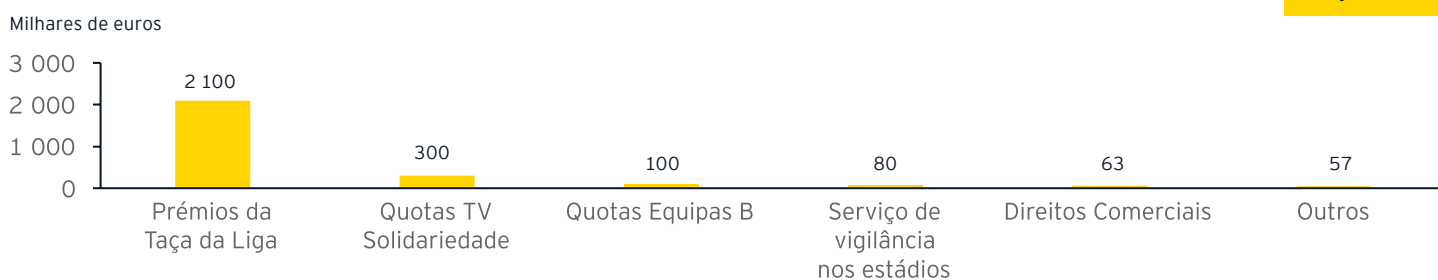 Milhares de euros
3 000
2 000
1 000
0
2 100
300
100
80
63
57
Prémios da
Taça da Liga
Quotas TV
Solidariedade
Quotas Equipas B
Serviço de
vigilância
nos estádios
Direitos Comerciais
Outros